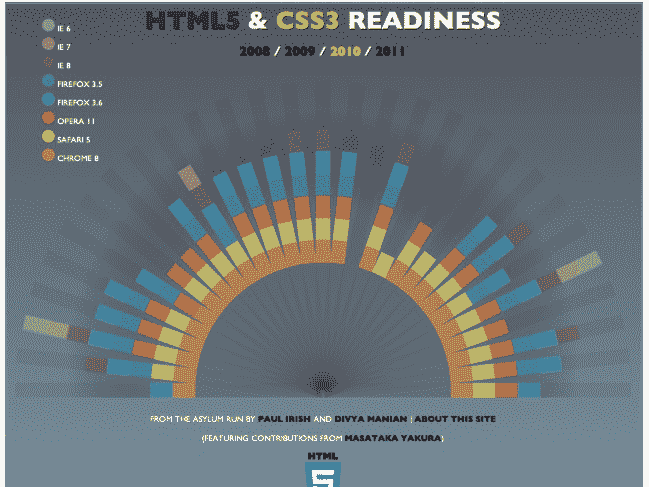 HTML5 & CSS3 READINESS
2008 / 2009 / 2010 / 2011
IE 6
IE 7
IE 8
FIREFOX 3.5
FIREFOX 3.6
OPERA 11
SAFARI 5
CHROME 8
FROM THE ASYLUM RUN BY PAUL IRISH AND DIVYA MANIAN | ABOUT THIS SITE
(FEATURING CONTRIBUTIONS FROM MASATAKA YAKURA)
HTML
5